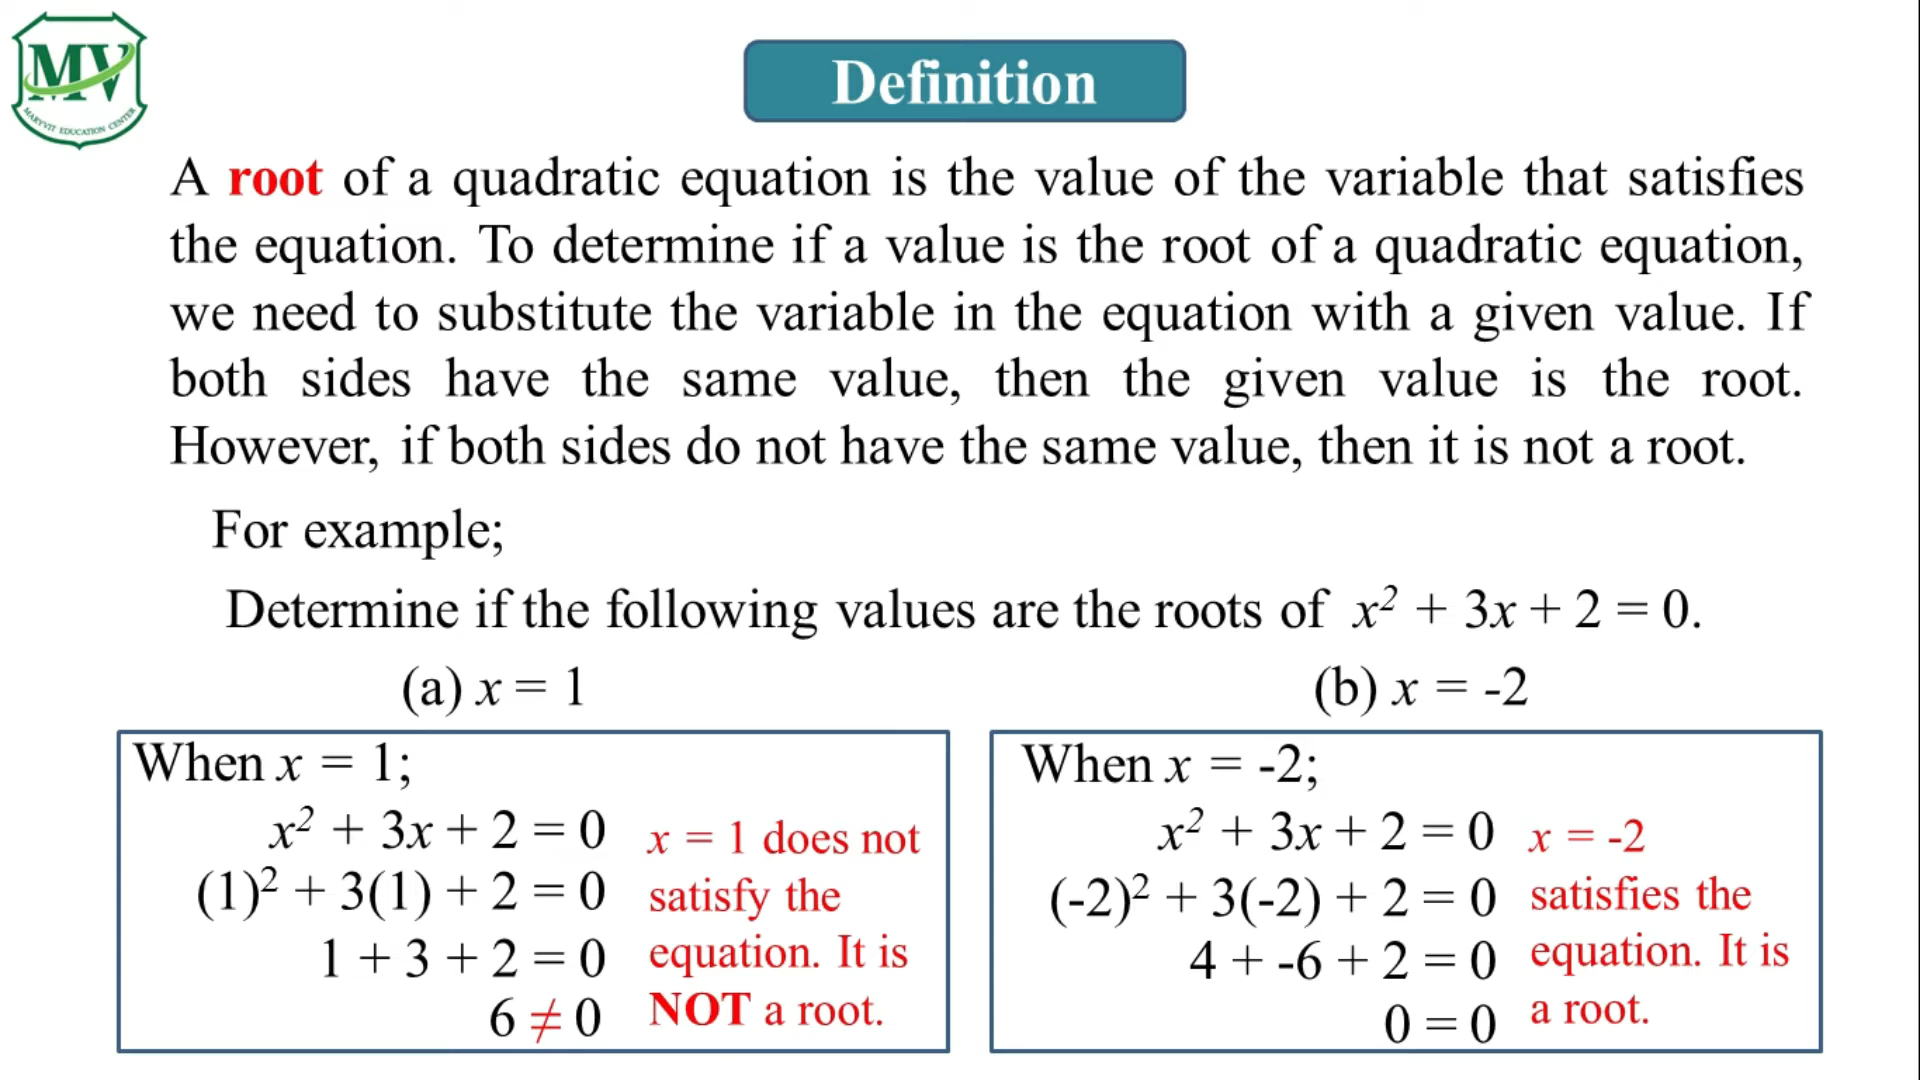 MV
MARYVIT EDUCATION CENTER
Definition
A root of a quadratic equation is the value of the variable that satisfies
the equation. To determine if a value is the root of a quadratic equation,
we need to substitute the variable in the equation with a given value. If
both sides have the same value, then the given value is the root.
However, if both sides do not have the same value, then it is not a root.
For example;
Determine if the following values are the roots of x² + 3x + 2 = 0.
(a) x = 1
(b) x = -2
When x = 1;
x² + 3x + 2 = 0
(1)² + 3(1) + 2 = 0
1 + 3 + 2 = 0
6 ≠ 0
x = 1 does not
satisfy the
equation. It is
NOT a root.
When x = -2;
x² + 3x + 2 = 0
(-2)² + 3(-2) + 2 = 0
4 + -6 + 2 = 0
0 = 0
x = -2
satisfies the
equation. It is
a root.